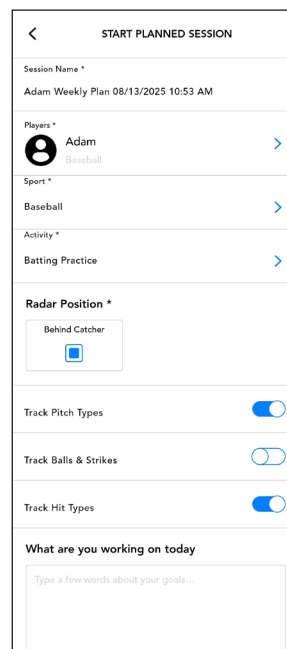 START PLANNED SESSION
Session Name *
Adam Weekly Plan 08/13/2025 10:53 AM
Players *
Adam
Baseball
Sport *
Baseball
Activity *
Batting Practice
Radar Position *
Behind Catcher
Track Pitch Types
Track Balls & Strikes
Track Hit Types
What are you working on today
Type a few words about your goals...